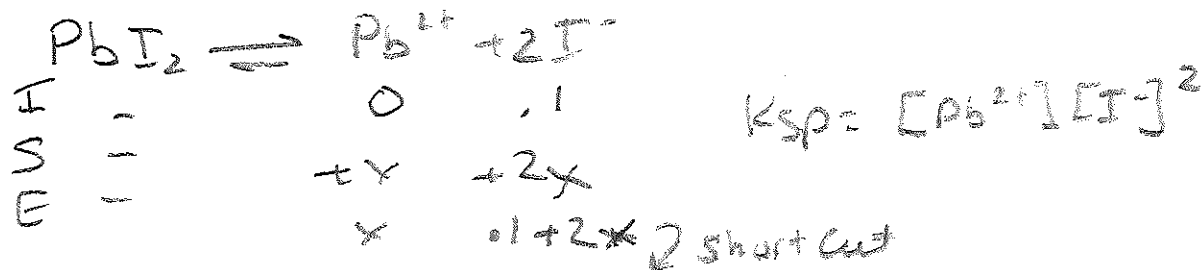 PbI₂ ⇌ Pb²⁺ + 2I⁻
I - 0 .1
Ksp = [Pb²⁺][I⁻]²
S - +x +2x
E - x .1+2x short cut